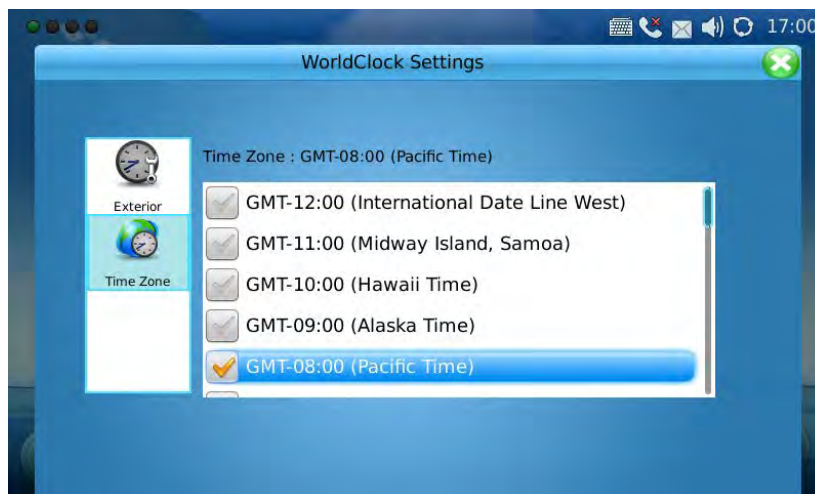 17:00
WorldClock Settings
Time Zone : GMT-08:00 (Pacific Time)
Exterior
Time Zone
GMT-12:00 (International Date Line West)
GMT-11:00 (Midway Island, Samoa)
GMT-10:00 (Hawaii Time)
GMT-09:00 (Alaska Time)
GMT-08:00 (Pacific Time)